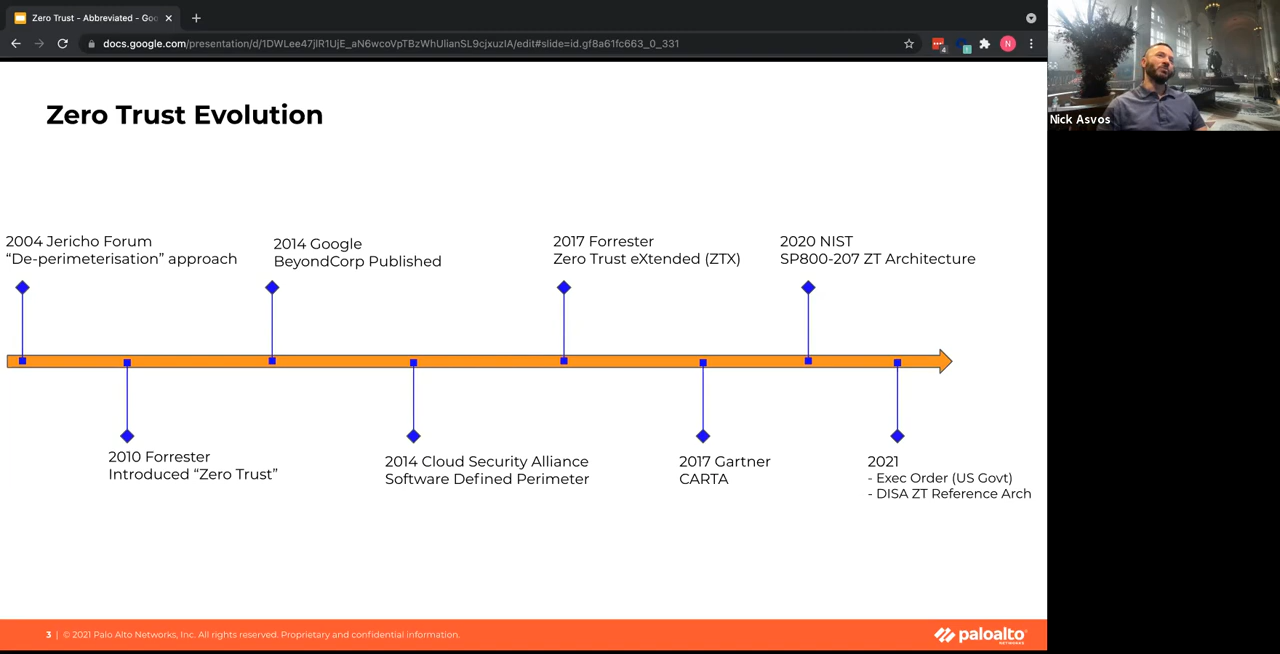 Zero Trust - Abbreviated - Goo
docs.google.com/presentation/d/1DWLee47jlR1UjE_aN6wcoVpTBzWhUlianSL9cjxuzIA/edit#slide=id.gf8a61fc663_0_331
4
1
N
Nick Asvos
Zero Trust Evolution
2004 Jericho Forum
“De-perimeterisation” approach
2014 Google
BeyondCorp Published
2017 Forrester
Zero Trust eXtended (ZTX)
2020 NIST
SP800-207 ZT Architecture
2010 Forrester
Introduced “Zero Trust”
2014 Cloud Security Alliance
Software Defined Perimeter
2017 Gartner
CARTA
2021
- Exec Order (US Govt)
- DISA ZT Reference Arch
3 | © 2021 Palo Alto Networks, Inc. All rights reserved. Proprietary and confidential information.
paloalto
NETWORKS